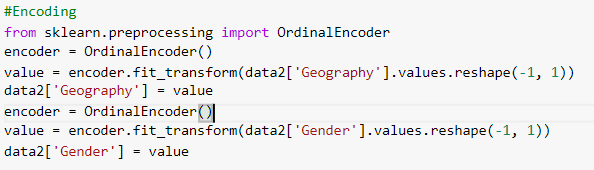 #Encoding
from sklearn.preprocessing import OrdinalEncoder
encoder = OrdinalEncoder()
value = encoder.fit_transform(data2['Geography'].values.reshape(-1, 1))
data2['Geography'] = value
encoder = OrdinalEncoder()
value = encoder.fit_transform(data2['Gender'].values.reshape(-1, 1))
data2['Gender'] = value